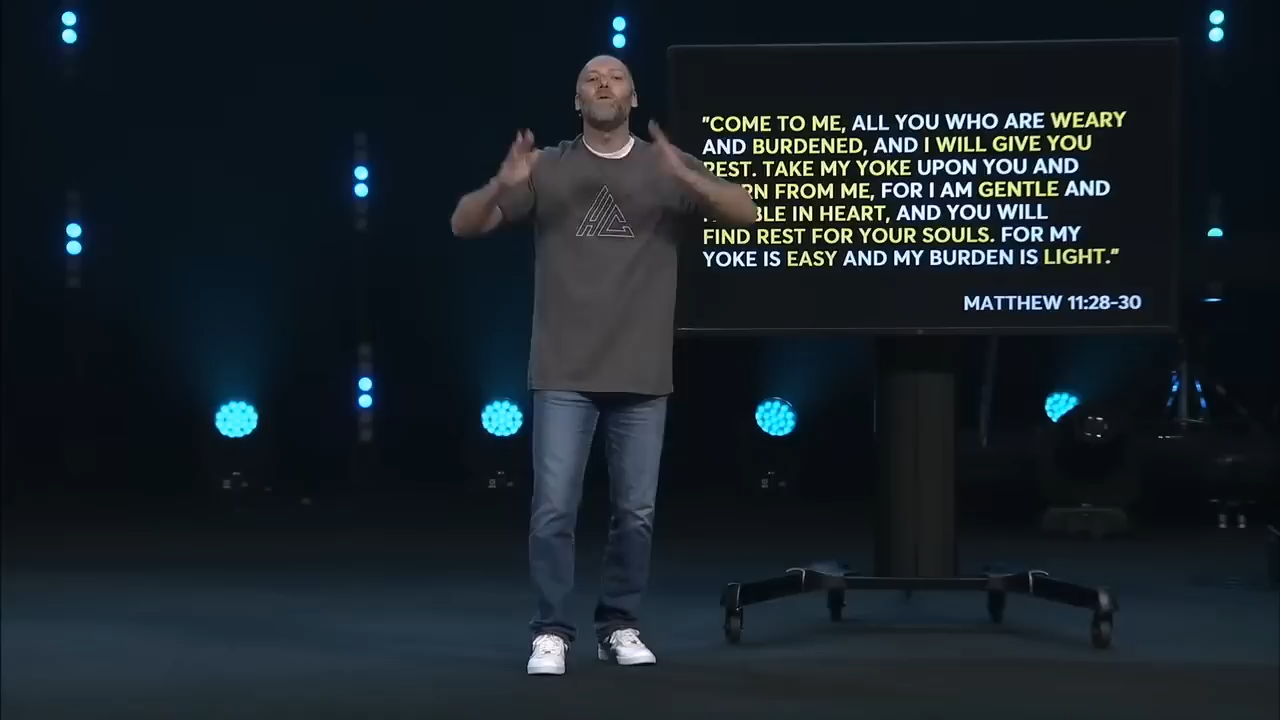 "COME TO ME, ALL YOU WHO ARE WEARY
AND BURDENED, AND I WILL GIVE YOU
REST. TAKE MY YOKE UPON YOU AND
FROM ME, FOR I AM GENTLE AND
IN HEART, AND YOU WILL
FIND REST FOR YOUR SOULS. FOR MY
YOKE IS EASY AND MY BURDEN IS LIGHT."
MATTHEW 11:28-30